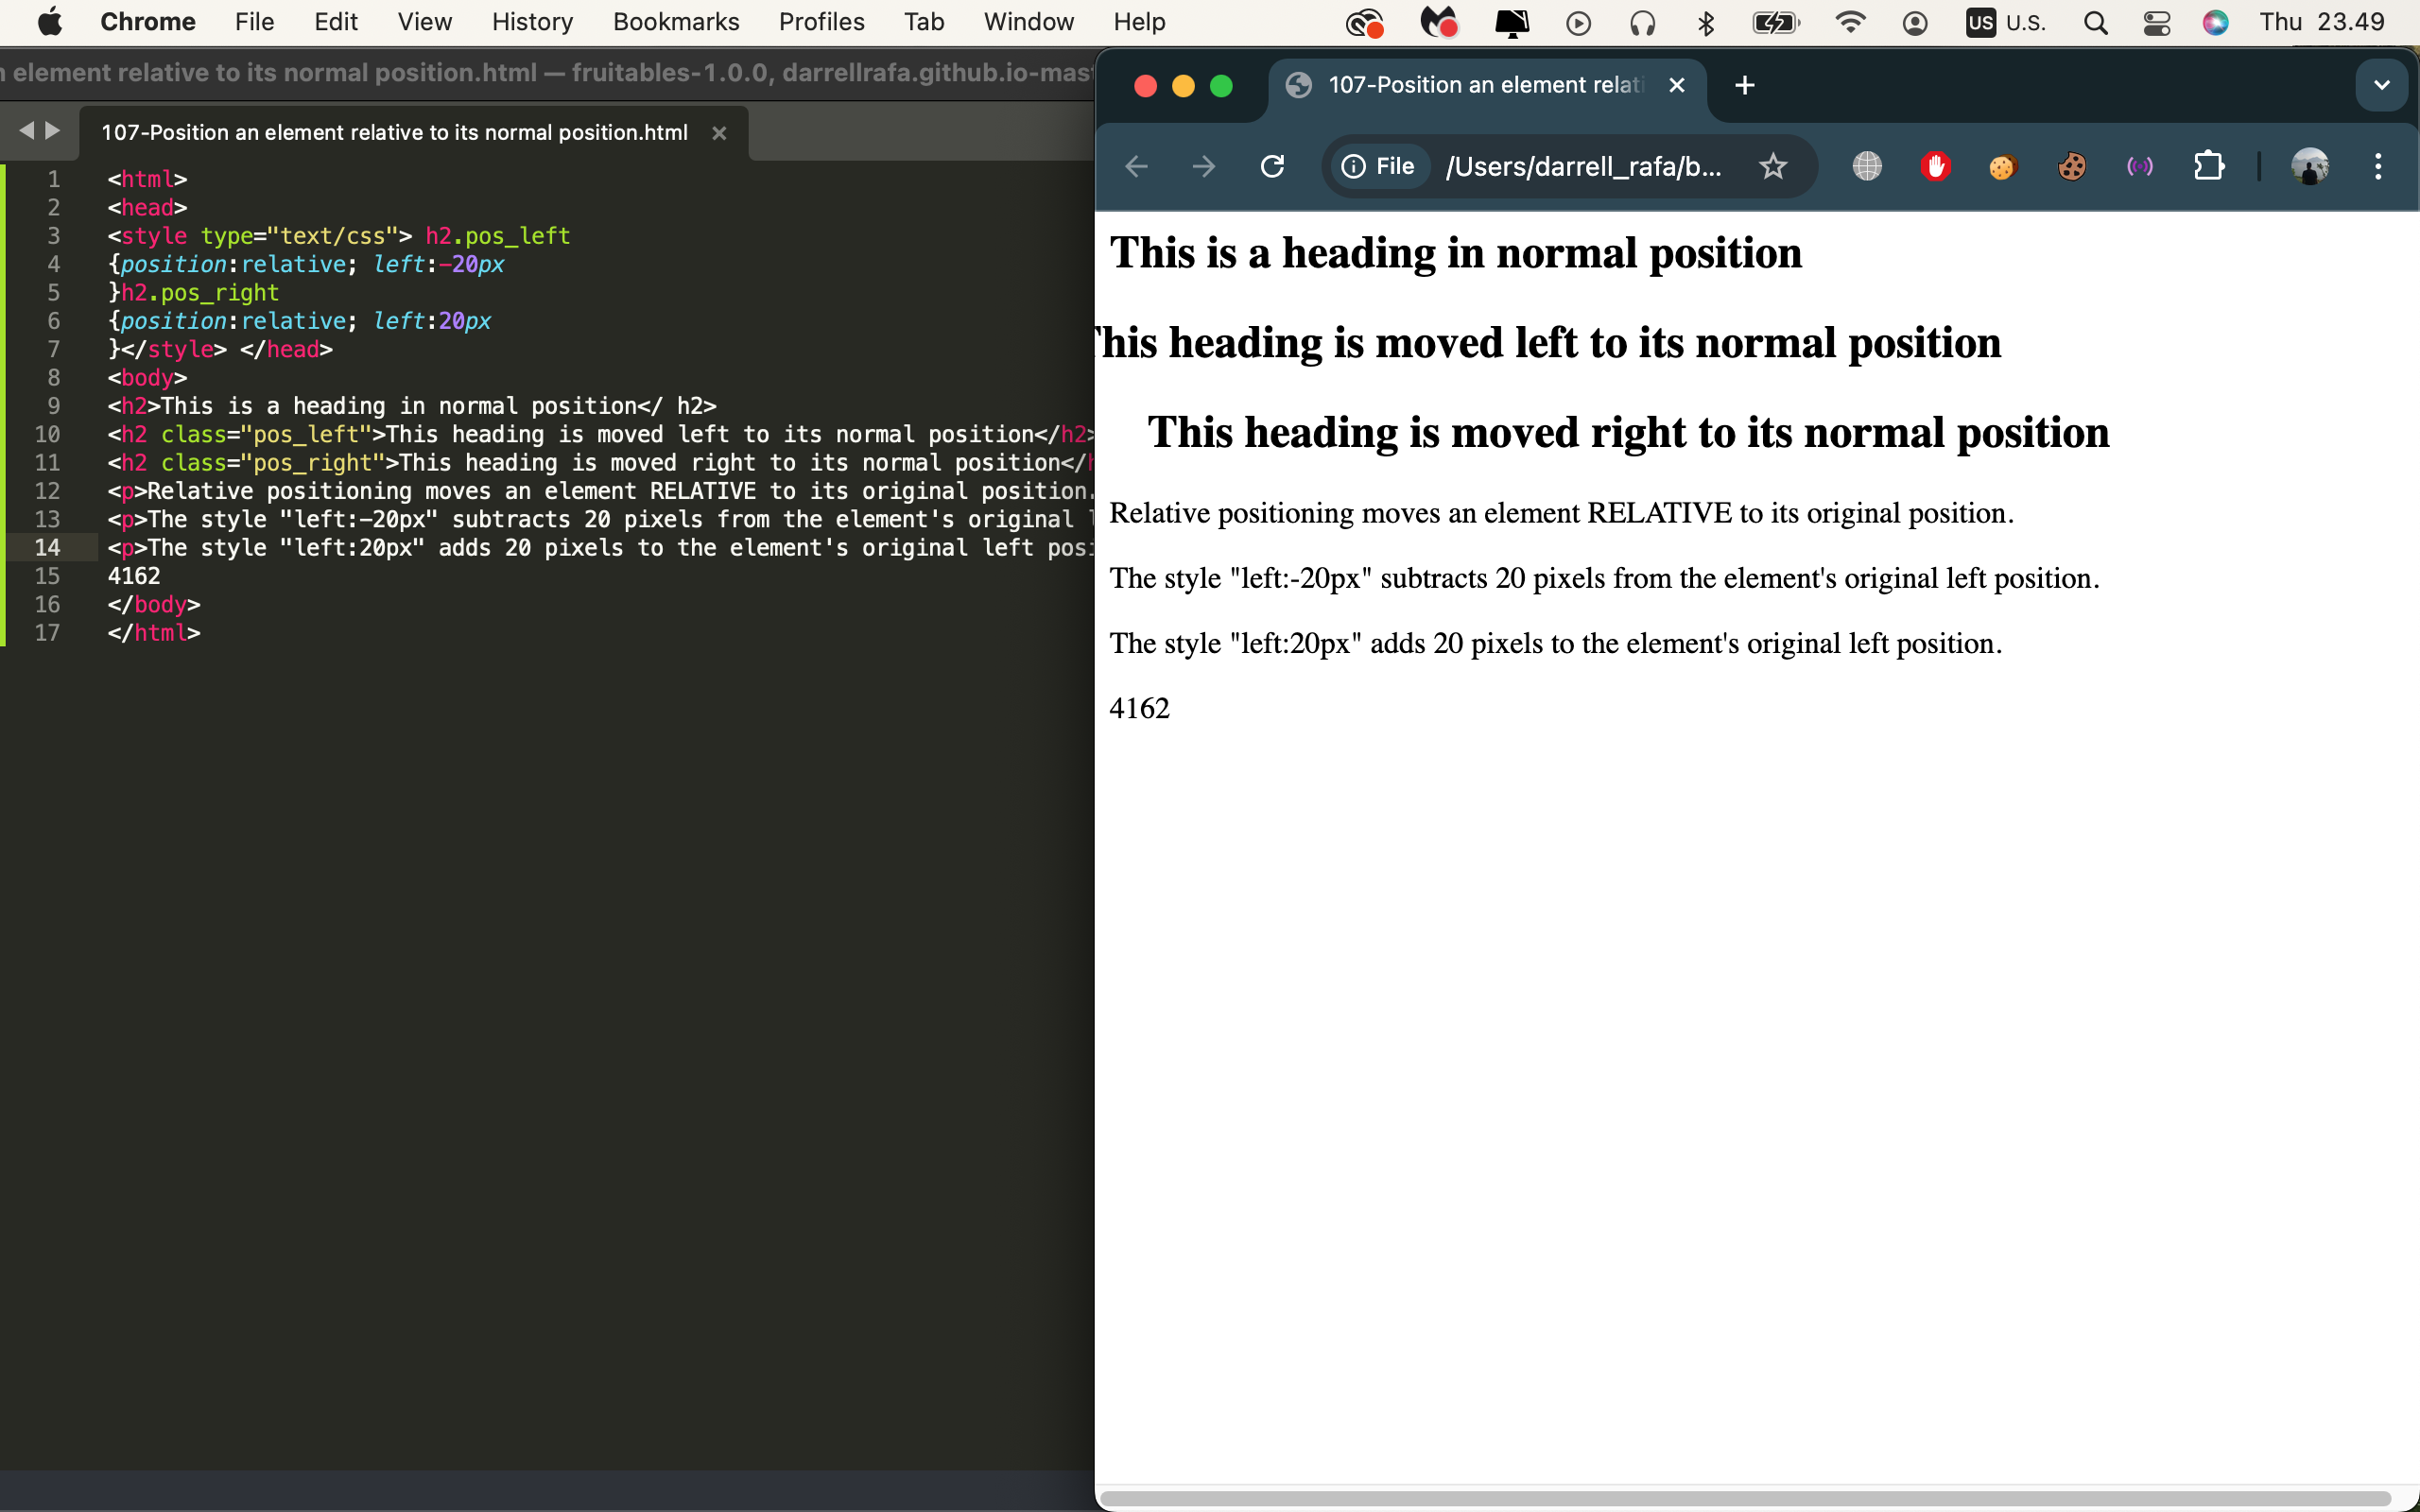 Chrome File Edit View History Bookmarks Profiles Tab Window Help US U.S. Thu 23.49
element relative to its normal position.html — fruitables-1.0.0, darrellrafa.github.io-mas
107-Position an element relative to its normal position.html
1 <html>
2 <head>
3 <style type="text/css"> h2.pos_left
4 {position:relative; left:-20px
5 }h2.pos_right
6 {position:relative; left:20px
7 }</style> </head>
8 <body>
9 <h2>This is a heading in normal position</ h2>
10 <h2 class="pos_left">This heading is moved left to its normal position</h2>
11 <h2 class="pos_right">This heading is moved right to its normal position</h
12 <p>Relative positioning moves an element RELATIVE to its original position.
13 <p>The style "left:-20px" subtracts 20 pixels from the element's original l
14 <p>The style "left:20px" adds 20 pixels to the element's original left posi
15 4162
16 </body>
17 </html>
107-Position an element relati
File /Users/darrell_rafa/b...
This is a heading in normal position
This heading is moved left to its normal position
This heading is moved right to its normal position
Relative positioning moves an element RELATIVE to its original position.
The style "left:-20px" subtracts 20 pixels from the element's original left position.
The style "left:20px" adds 20 pixels to the element's original left position.
4162